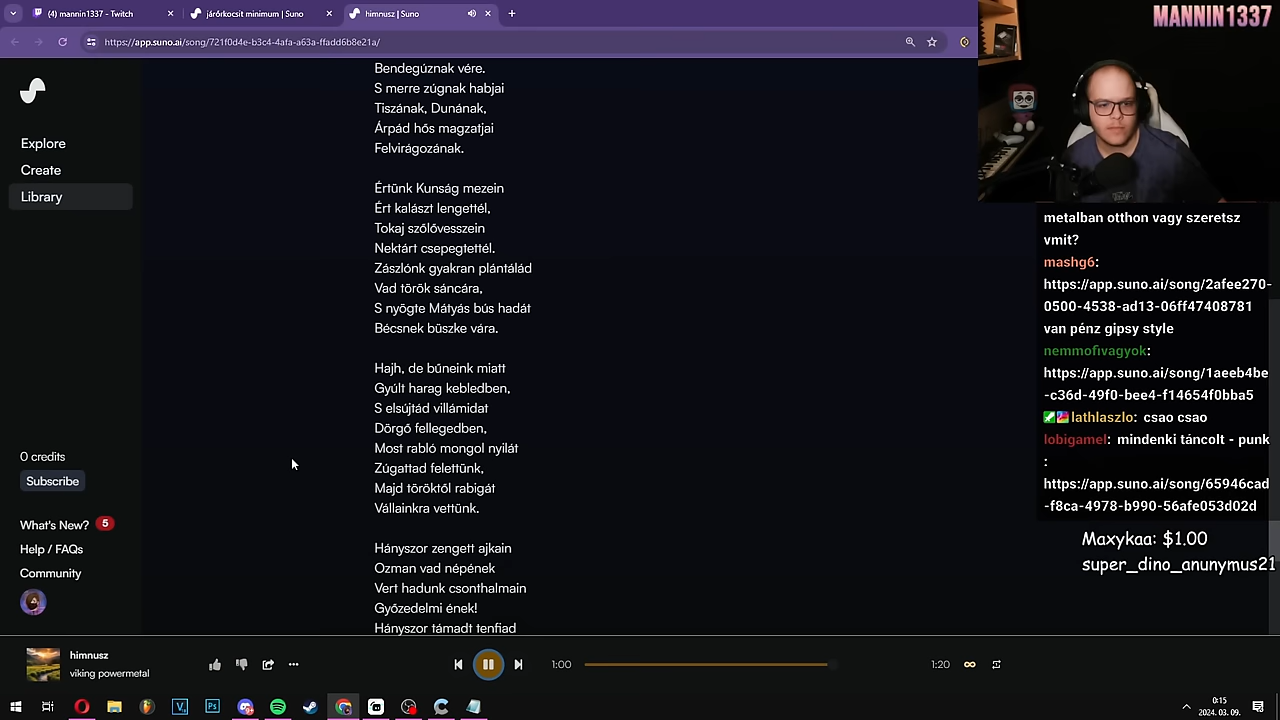 (4) mannin1337 - Twitch
járőrkocsit minimum | Suno
himnusz | Suno
https://app.suno.ai/song/721f0d4e-b3c4-4afa-a63a-ffadd6b8e21a/
MANNIN1337
Explore
Create
Library
0 credits
Subscribe
What's New? 5
Help / FAQs
Community
Bendegúznak vére.
S merre zúgnak habjai
Tiszának, Dunának,
Árpád hős magzatjai
Felvirágozának.
Értünk Kunság mezein
Ért kalászt lengettél,
Tokaj szőlővesszein
Nektárt csepegtettél.
Zászlónk gyakran plántálád
Vad török sáncára,
S nyögte Mátyás bús hadát
Bécsnek büszke vára.
Hajh, de bűneink miatt
Gyúlt harag kebledben,
S elsújtád villámidat
Dörgő fellegedben,
Most rabló mongol nyilát
Zúgattad felettünk,
Majd töröktől rabigát
Vállainkra vettünk.
Hányszor zengett ajkain
Ozman vad népének
Vert hadunk csonthalmain
Győzedelmi ének!
Hányszor támadt tenfiad
metalban otthon vagy szeretsz
vmit?
mashg6:
https://app.suno.ai/song/2afee270-
0500-4538-ad13-06ff47408781
van pénz gipsy style
nemmofivagyok:
https://app.suno.ai/song/1aeeb4be
-c36d-49f0-bee4-f14654f0bba5
lathlaszlo: csao csao
lobigamel: mindenki táncolt - punk
:
https://app.suno.ai/song/65946cad
-f8ca-4978-b990-56afe053d02d
Maxykaa: $1.00
super_dino_anunymus21
himnusz
viking powermetal
1:00
1:20
0:15
2024. 03. 09.